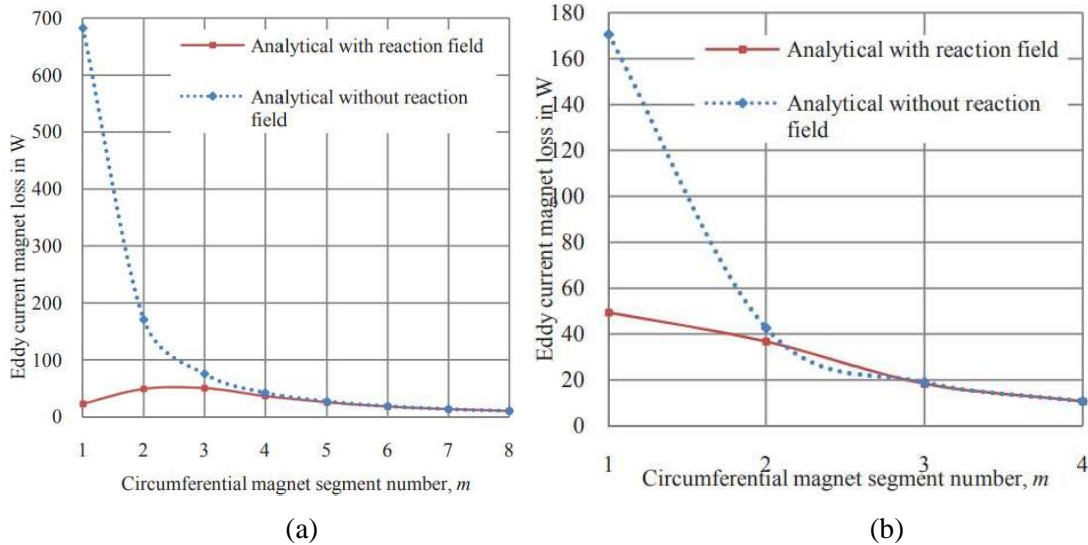 700
600
500
400
300
200
100
0
Eddy current magnet loss in W
Analytical with reaction field
Analytical without reaction
field
1 2 3 4 5 6 7 8
Circumferential magnet segment number, m
(a)
180
160
140
120
100
80
60
40
20
0
Eddy current magnet loss in W
Analytical with reaction field
Analytical without reaction
field
1 2 3 4
Circumferential magnet segment number, m
(b)